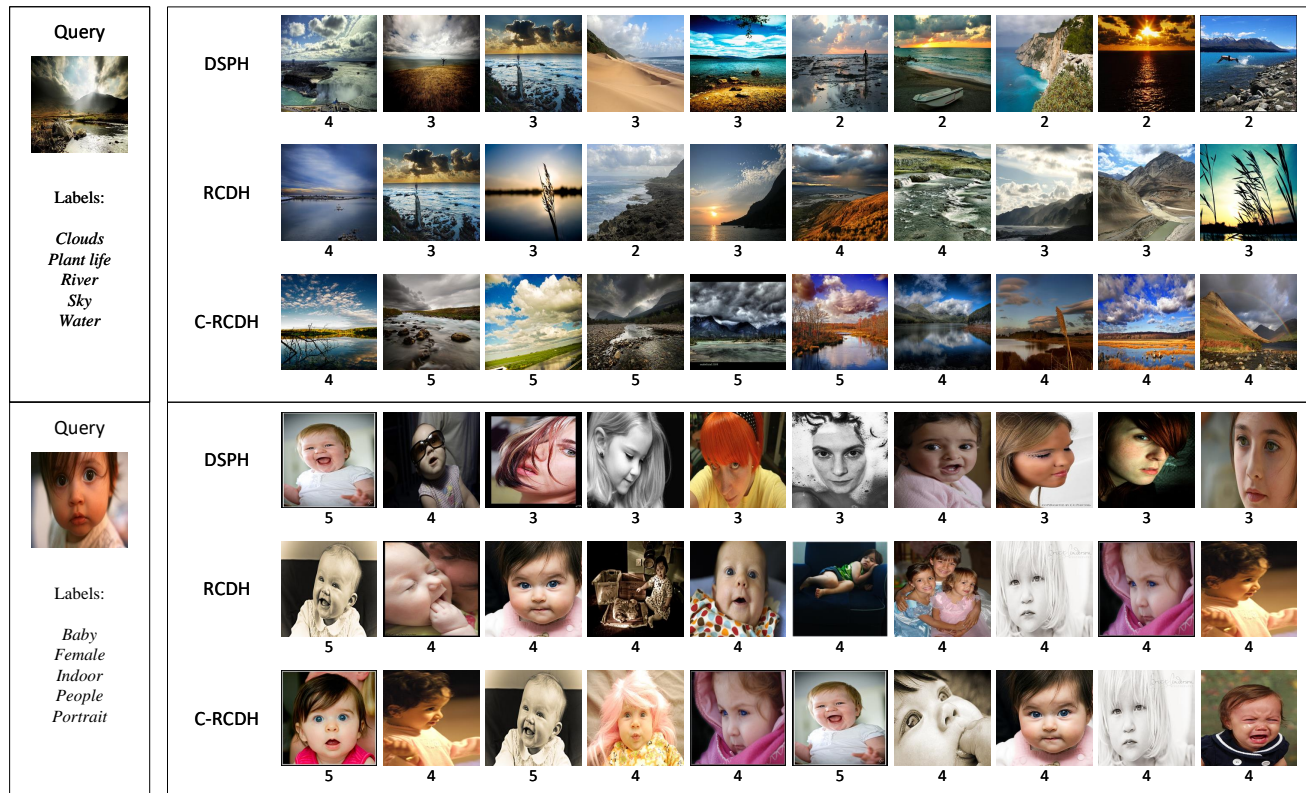 Query
Labels:
Clouds
Plant life
River
Sky
Water
DSPH
4 3 3 3 3 2 2 2 2 2
RCDH
4 3 3 2 3 4 4 3 3 3
C-RCDH
4 5 5 5 5 5 4 4 4 4
Query
Labels:
Baby
Female
Indoor
People
Portrait
DSPH
5 4 3 3 3 3 4 3 3 3
RCDH
5 4 4 4 4 4 4 4 4 4
C-RCDH
5 4 5 4 4 5 4 4 4 4